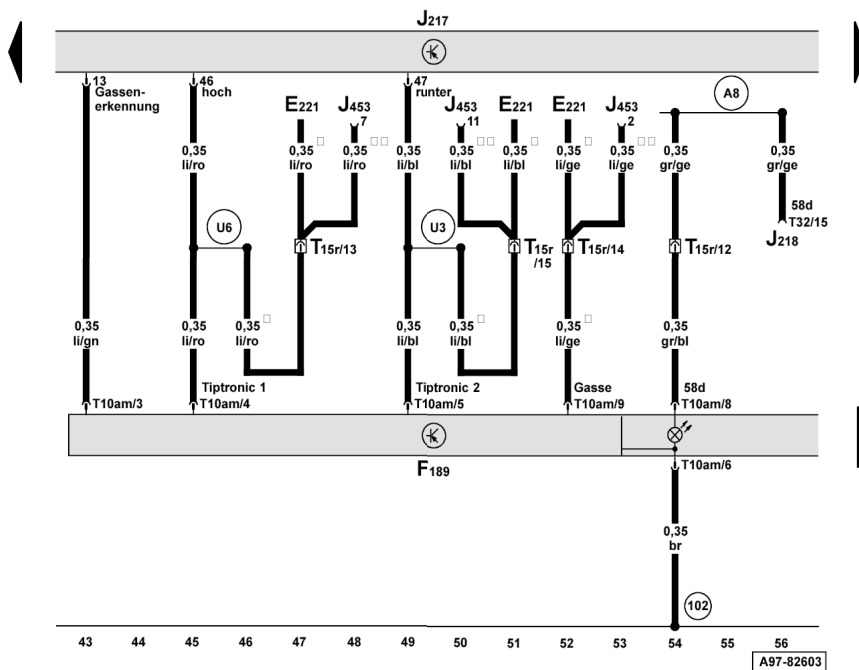 J217
13
Gassen-
erkennung
46
hoch
47
runter
E221
J453
7
J453
11
E221
E221
J453
2
A8
0,35
li/ro
0,35
li/ro
0,35
li/ro
0,35
li/bl
0,35
li/bl
0,35
li/bl
0,35
li/ge
0,35
li/ge
0,35
gr/ge
0,35
gr/ge
58d
T32/15
J218
U6
T15r/13
U3
T15r
/15
T15r/14
T15r/12
0,35
li/gn
0,35
li/ro
0,35
li/ro
0,35
li/bl
0,35
li/bl
0,35
li/ge
0,35
gr/bl
T10am/3
Tiptronic 1
T10am/4
Tiptronic 2
T10am/5
Gasse
T10am/9
58d
T10am/8
F189
T10am/6
0,35
br
102
43 44 45 46 47 48 49 50 51 52 53 54 55 56
A97-82603